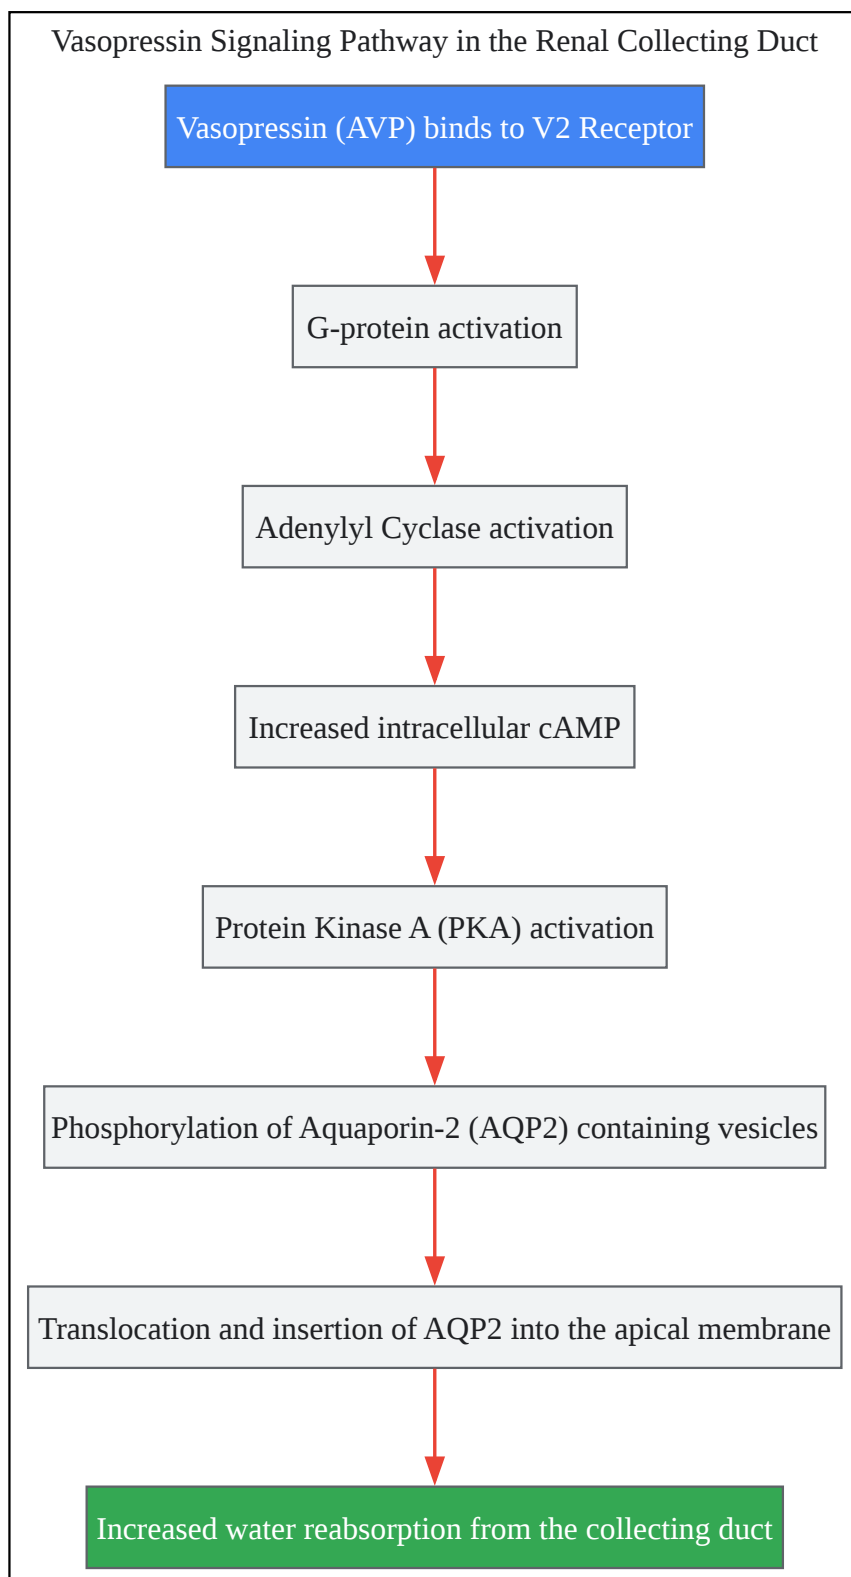 Vasopressin Signaling Pathway in the Renal Collecting Duct
Vasopressin (AVP) binds to V2 Receptor
G-protein activation
Adenylyl Cyclase activation
Increased intracellular cAMP
Protein Kinase A (PKA) activation
Phosphorylation of Aquaporin-2 (AQP2) containing vesicles
Translocation and insertion of AQP2 into the apical membrane
Increased water reabsorption from the collecting duct